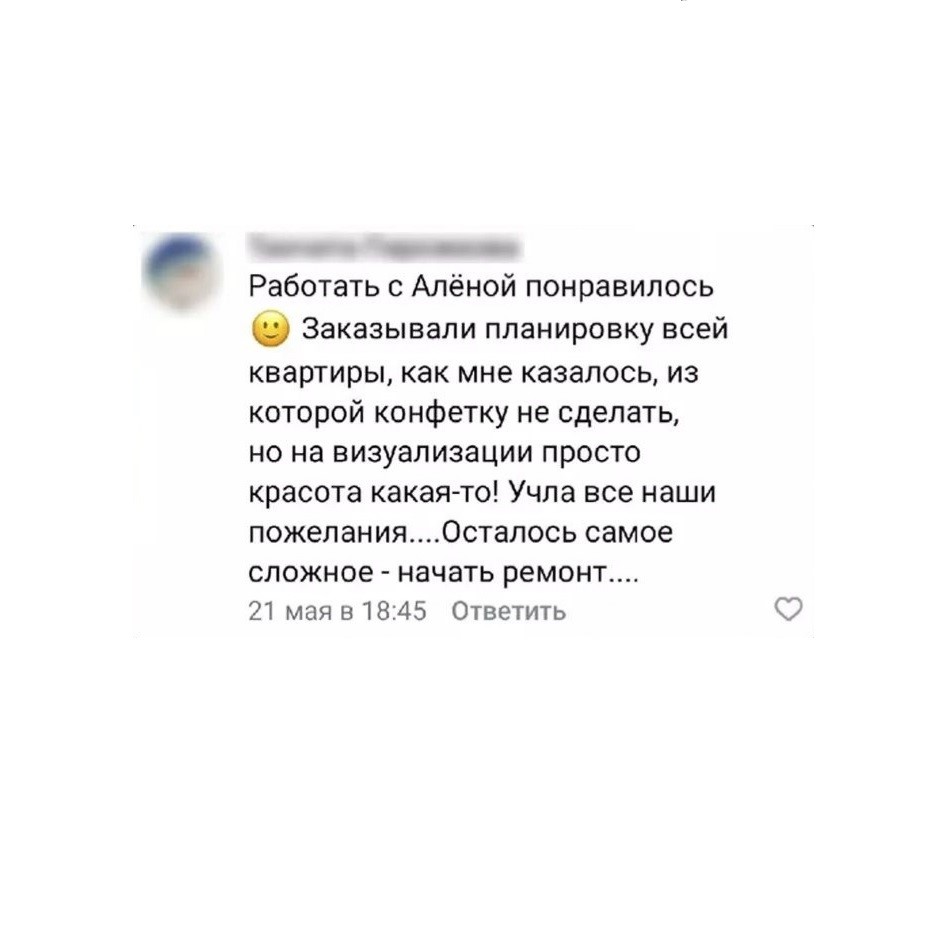 Работать с Алёной понравилось
🙂 Заказывали планировку всей
квартиры, как мне казалось, из
которой конфетку не сделать,
но на визуализации просто
красота какая-то! Учла все наши
пожелания....Осталось самое
сложное - начать ремонт....
21 мая в 18:45 Ответить